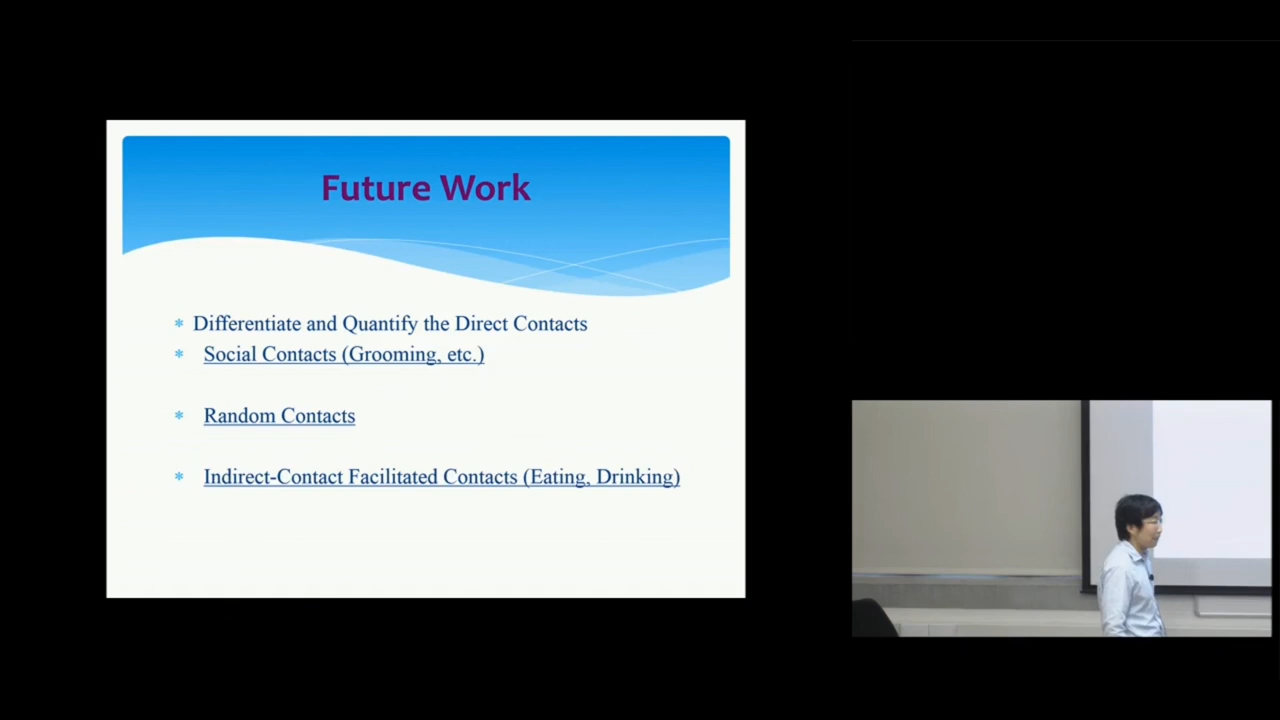 Future Work
* Differentiate and Quantify the Direct Contacts
* Social Contacts (Grooming, etc.)
* Random Contacts
* Indirect-Contact Facilitated Contacts (Eating, Drinking)